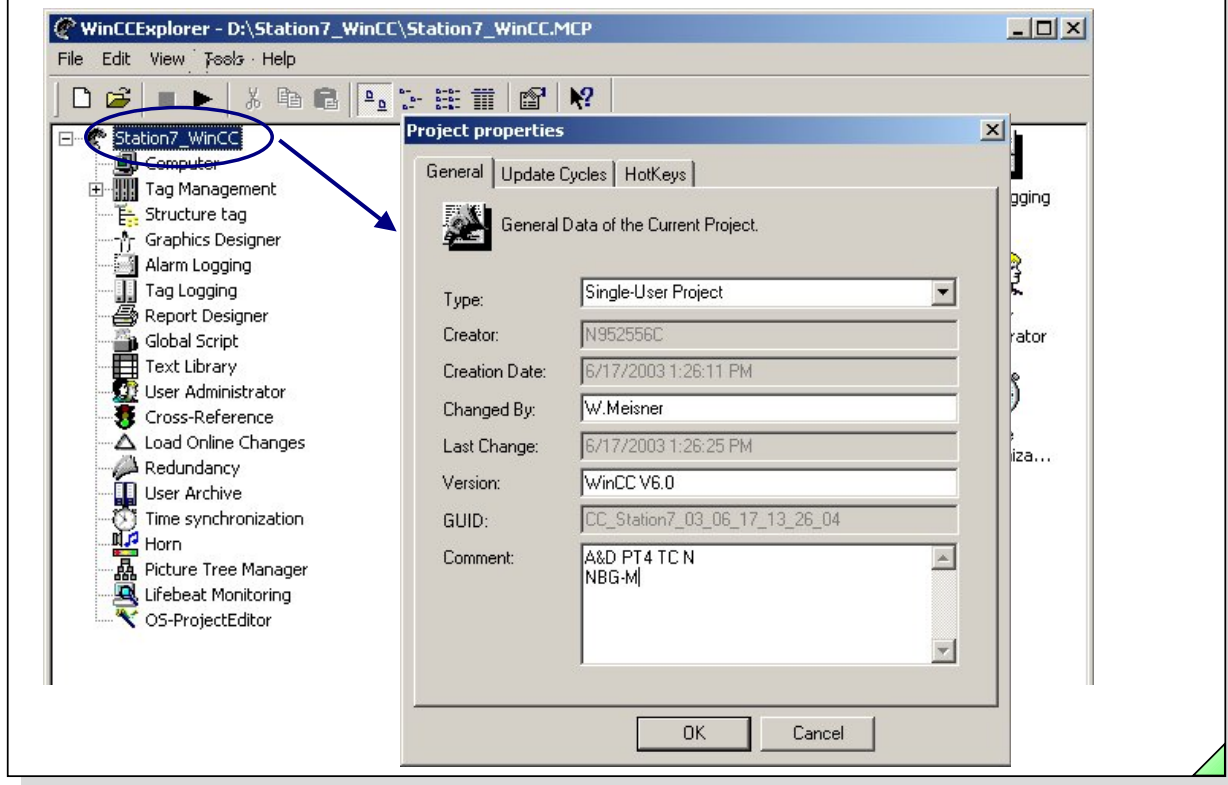 WinCCExplorer - D:\Station7_WinCC\Station7_WinCC.MCP
File Edit View Tools Help
Station7_WinCC
Computer
Tag Management
Structure tag
Graphics Designer
Alarm Logging
Tag Logging
Report Designer
Global Script
Text Library
User Administrator
Cross-Reference
Load Online Changes
Redundancy
User Archive
Time synchronization
Horn
Picture Tree Manager
Lifebeat Monitoring
OS-ProjectEditor
Project properties
General Update Cycles HotKeys
General Data of the Current Project.
Type: Single-User Project
Creator: N952556C
Creation Date: 6/17/2003 1:26:11 PM
Changed By: W.Meisner
Last Change: 6/17/2003 1:26:25 PM
Version: WinCC V6.0
GUID: CC_Station7_03_06_17_13_26_04
Comment: A&D PT4 TC N
NBG-M
OK Cancel
gging
rator
iza...